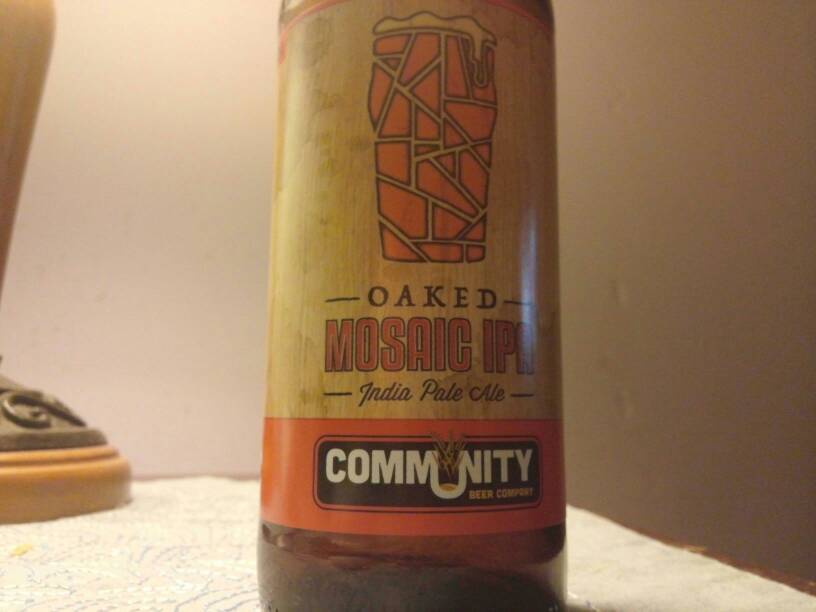 OAKED
MOSAIC IPA
India Pale Ale
COMMUNITY
BEER COMPANY